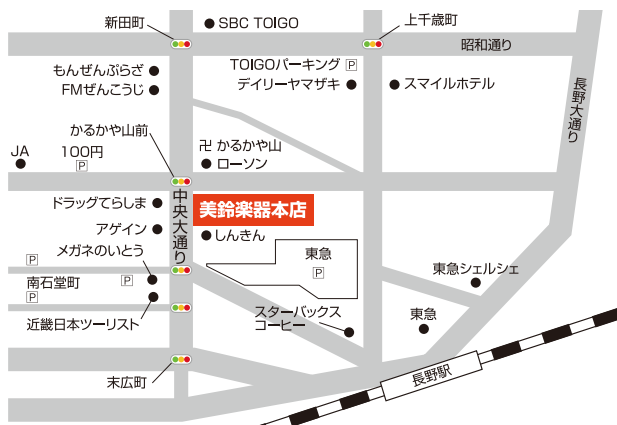 新田町
SBC TOIGO
上千歳町
昭和通り
もんぜんぷらざ
FMぜんこうじ
TOIGOパーキング P
デイリーヤマザキ
スマイルホテル
長野大通り
かるかや山前
卍 かるかや山
ローソン
JA
100円
P
ドラッグてらしま
アゲイン
中央大通り
美鈴楽器本店
しんきん
メガネのいとう
P
南石堂町
P
P
近畿日本ツーリスト
東急
P
東急シェルシェ
スターバックス
コーヒー
東急
末広町
長野駅